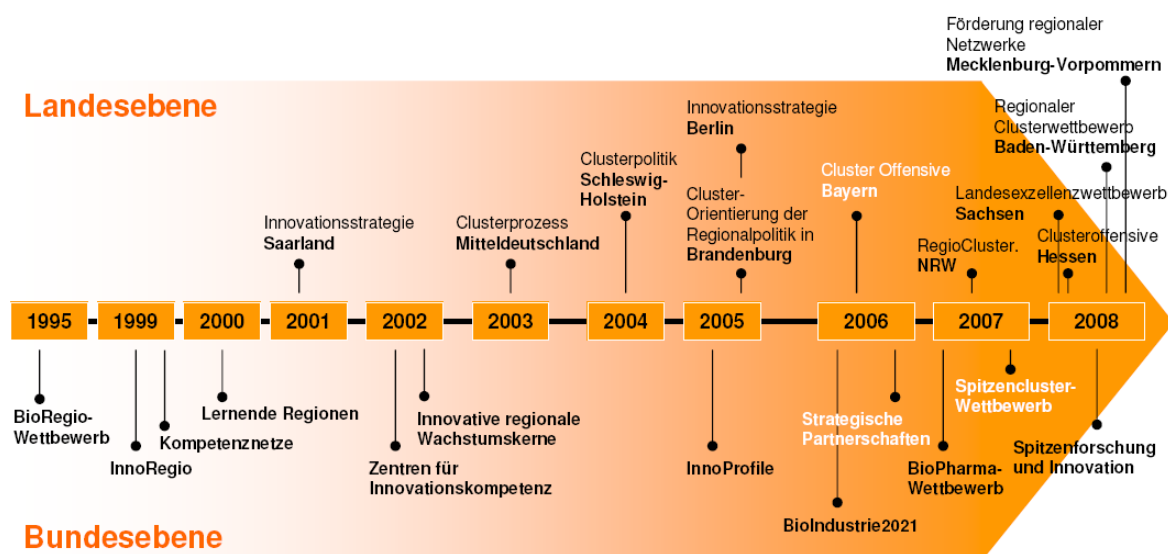 Förderung regionaler
Netzwerke
Mecklenburg-Vorpommern
Landesebene
Innovationsstrategie
Berlin
Regionaler
Clusterwettbewerb
Baden-Württemberg
Clusterpolitik
Schleswig-
Holstein
Cluster Offensive
Bayern
Cluster-
Orientierung der
Regionalpolitik in
Brandenburg
Landesexzellenzwettbewerb
Sachsen
Innovationsstrategie
Saarland
Clusterprozess
Mitteldeutschland
RegioCluster.
NRW
Clusteroffensive
Hessen
1995
1999
2000
2001
2002
2003
2004
2005
2006
2007
2008
BioRegio-
Wettbewerb
InnoRegio
Kompetenznetze
Lernende Regionen
Zentren für
Innovationskompetenz
Innovative regionale
Wachstumskerne
InnoProfile
BioIndustrie2021
Strategische
Partnerschaften
BioPharma-
Wettbewerb
Spitzencluster-
Wettbewerb
Spitzenforschung
und Innovation
Bundesebene